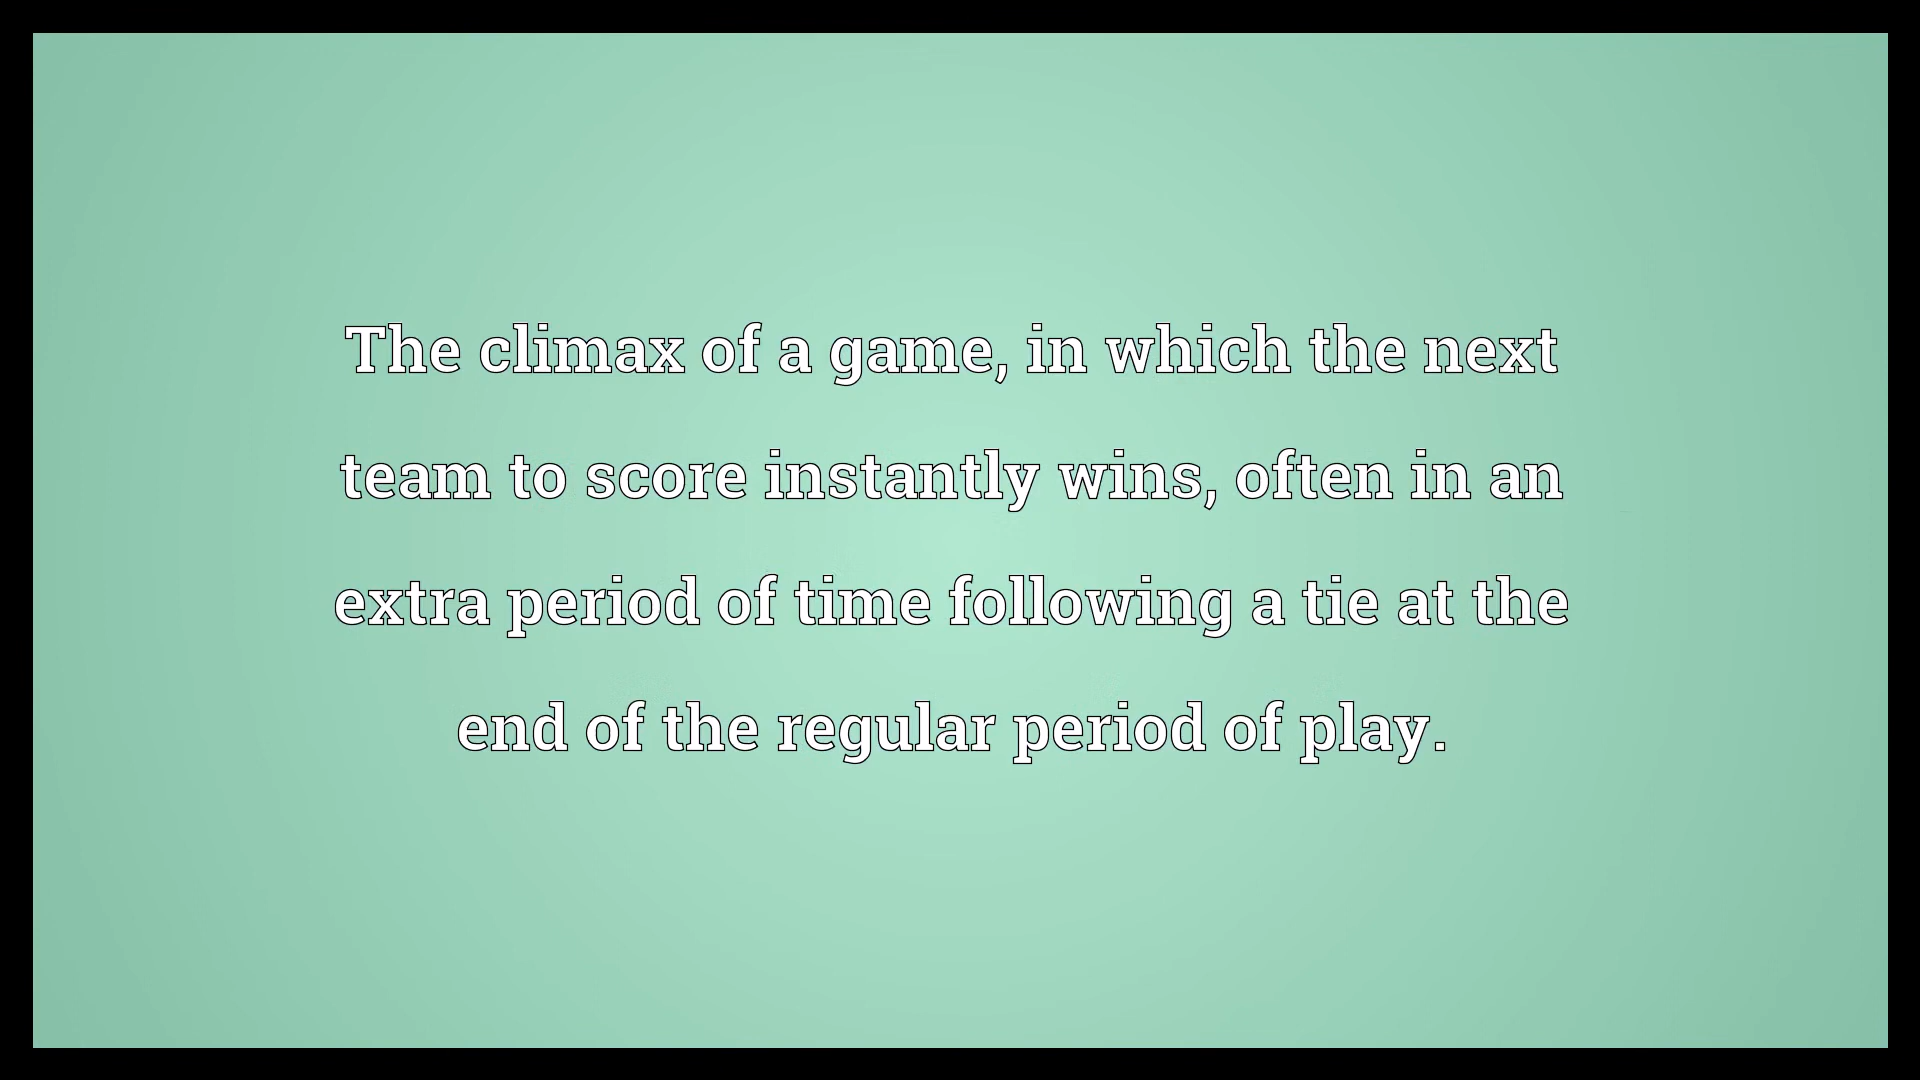 The climax of a game, in which the next
team to score instantly wins, often in an
extra period of time following a tie at the
end of the regular period of play.